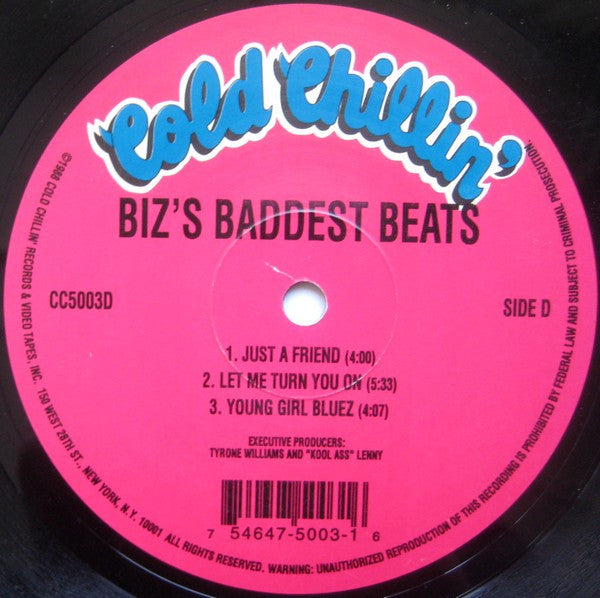 Cold Chillin'
BIZ'S BADDEST BEATS
CC5003D
SIDE D
1. JUST A FRIEND (4:00)
2. LET ME TURN YOU ON (5:33)
3. YOUNG GIRL BLUEZ (4:07)
EXECUTIVE PRODUCERS:
TYRONE WILLIAMS AND "KOOL ASS" LENNY
7 54647-5003-1 6
©1988 COLD CHILLIN' RECORDS & VIDEO TAPES, INC. 150 WEST 28TH ST., NEW YORK, N.Y. 10001 ALL RIGHTS RESERVED. WARNING: UNAUTHORIZED REPRODUCTION OF THIS RECORDING IS PROHIBITED BY FEDERAL LAW AND SUBJECT TO CRIMINAL PROSECUTION.